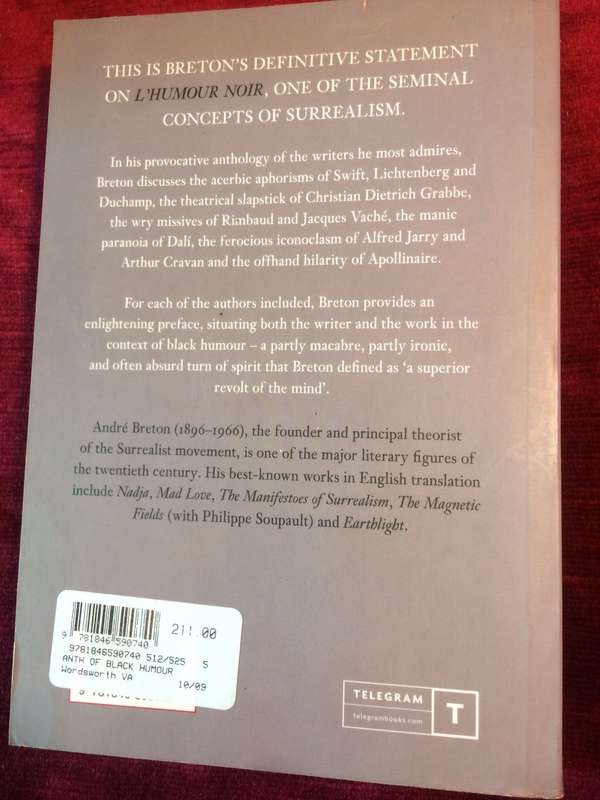 THIS IS BRETON'S DEFINITIVE STATEMENT
ON L'HUMOUR NOIR, ONE OF THE SEMINAL
CONCEPTS OF SURREALISM.
In his provocative anthology of the writers he most admires,
Breton discusses the acerbic aphorisms of Swift, Lichtenberg and
Duchamp, the theatrical slapstick of Christian Dietrich Grabbe,
the wry missives of Rimbaud and Jacques Vaché, the manic
paranoia of Dalí, the ferocious iconoclasm of Alfred Jarry and
Arthur Cravan and the offhand hilarity of Apollinaire.
For each of the authors included, Breton provides an
enlightening preface, situating both the writer and the work in the
context of black humour – a partly macabre, partly ironic,
and often absurd turn of spirit that Breton defined as 'a superior
revolt of the mind'.
André Breton (1896–1966), the founder and principal theorist
of the Surrealist movement, is one of the major literary figures of
the twentieth century. His best-known works in English translation
include Nadja, Mad Love, The Manifestoes of Surrealism, The Magnetic
Fields (with Philippe Soupault) and Earthlight.
211.00
9 781846 590740
9781846590740 512/525 5
ANTH OF BLACK HUMOUR
Wordsworth VA 10/09
TELEGRAM T
telegrambooks.com